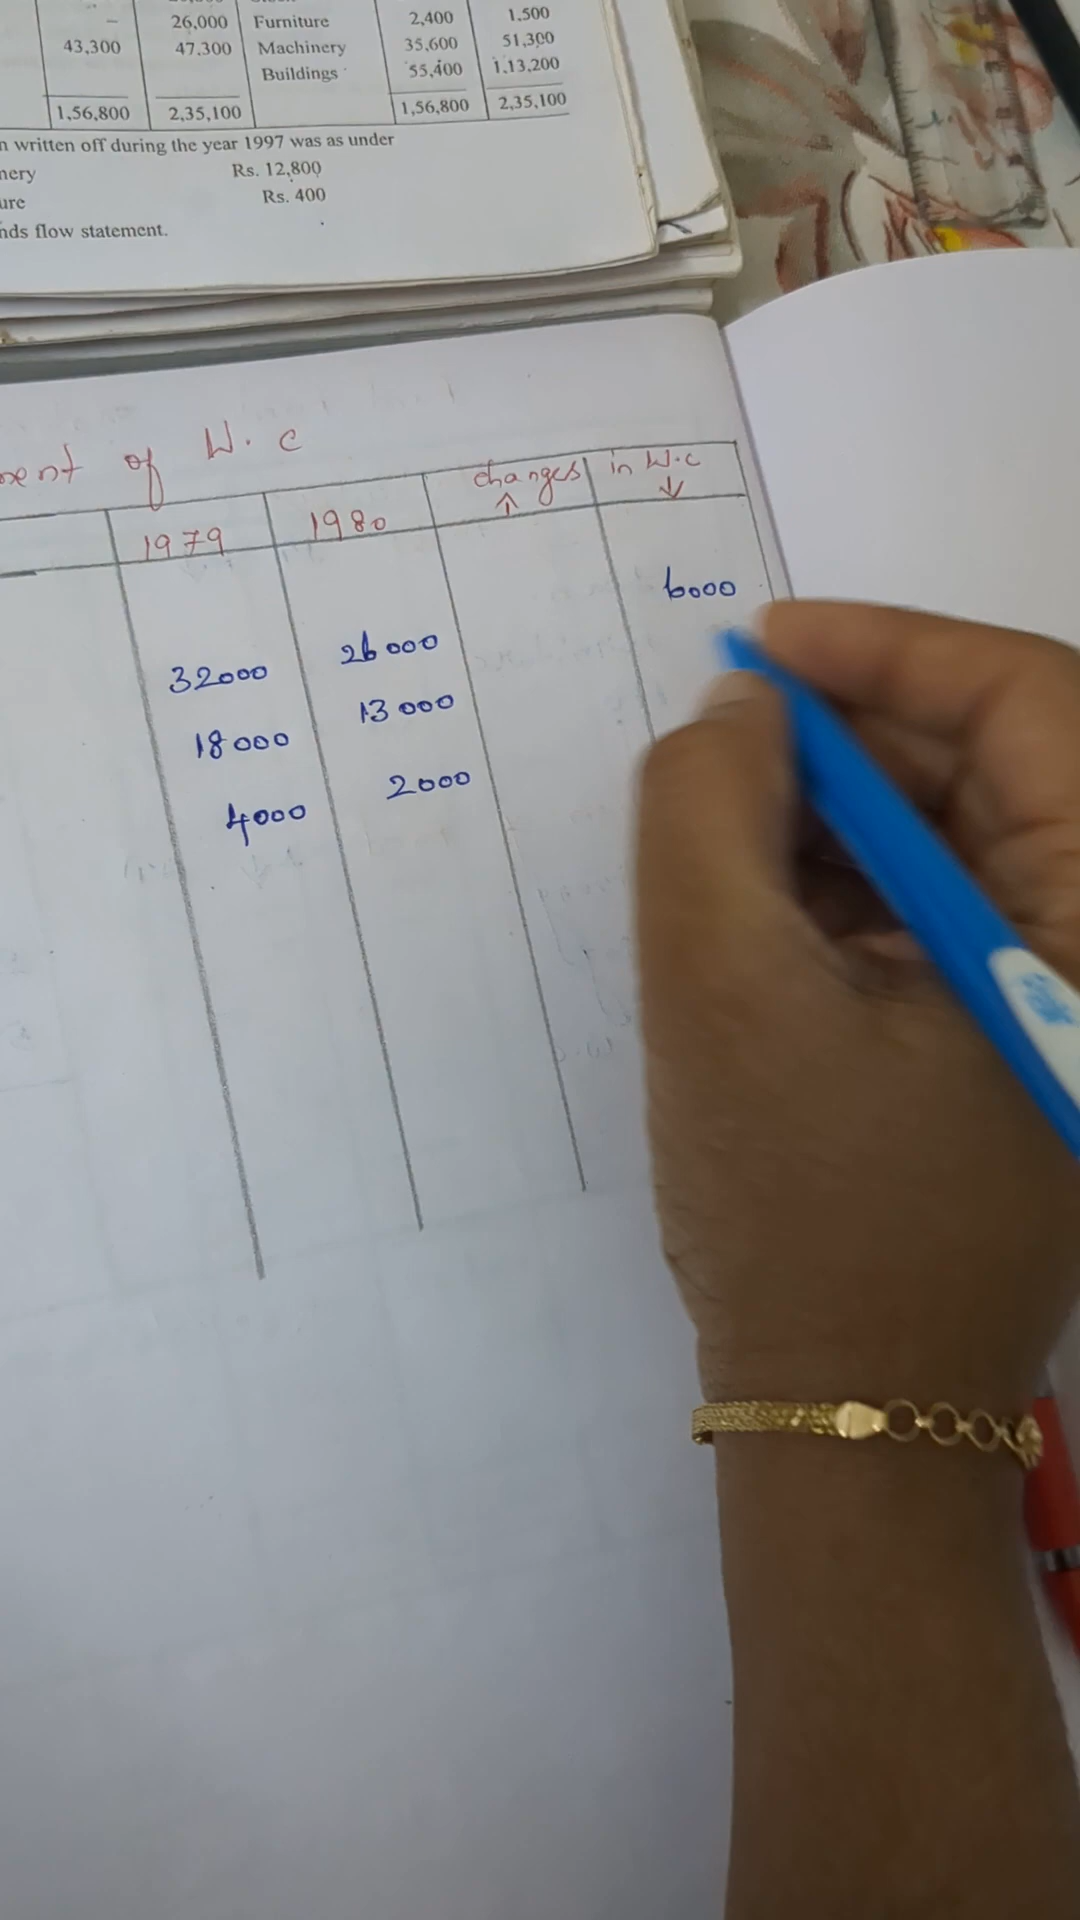 – 26,000 Furniture 2,400 1,500
43,300 47,300 Machinery 35,600 51,300
Buildings 55,400 1,13,200
1,56,800 2,35,100 1,56,800 2,35,100
n written off during the year 1997 was as under
nery Rs. 12,800
ure Rs. 400
nds flow statement.
ment of W.c
1979 1980 changes in W.c
↑ ↓
32000 26000 6000
18000 13000
4000 2000